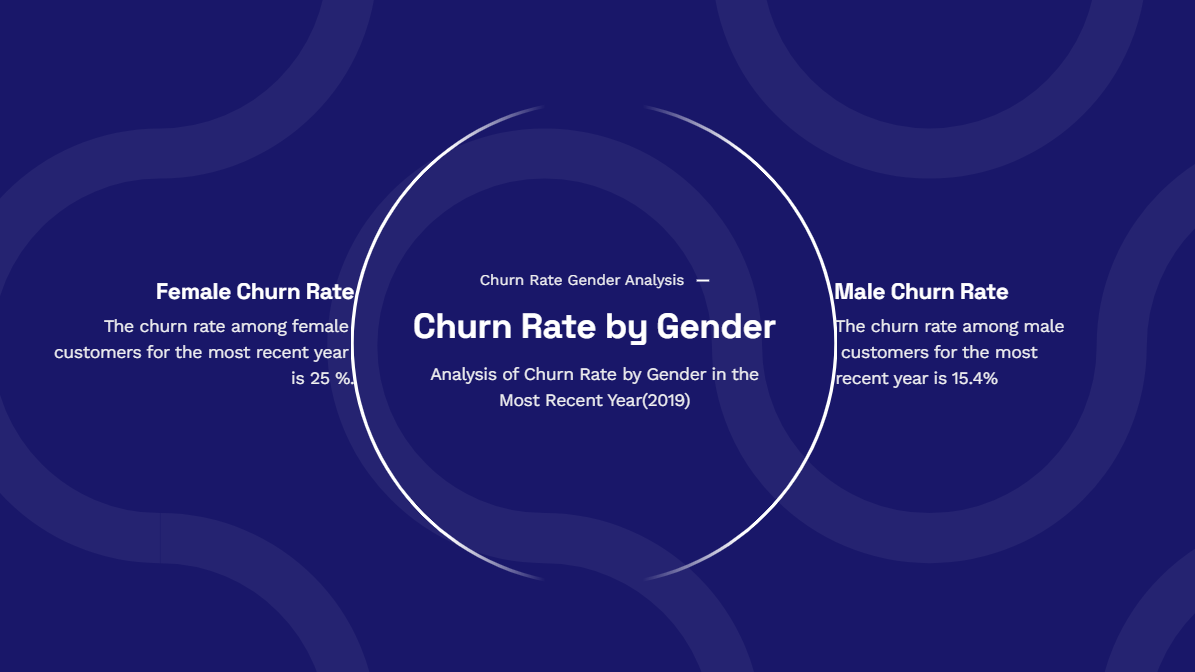 Female Churn Rate
The churn rate among female
customers for the most recent year
is 25 %.
Churn Rate Gender Analysis —
Churn Rate by Gender
Analysis of Churn Rate by Gender in the
Most Recent Year(2019)
Male Churn Rate
The churn rate among male
customers for the most
recent year is 15.4%